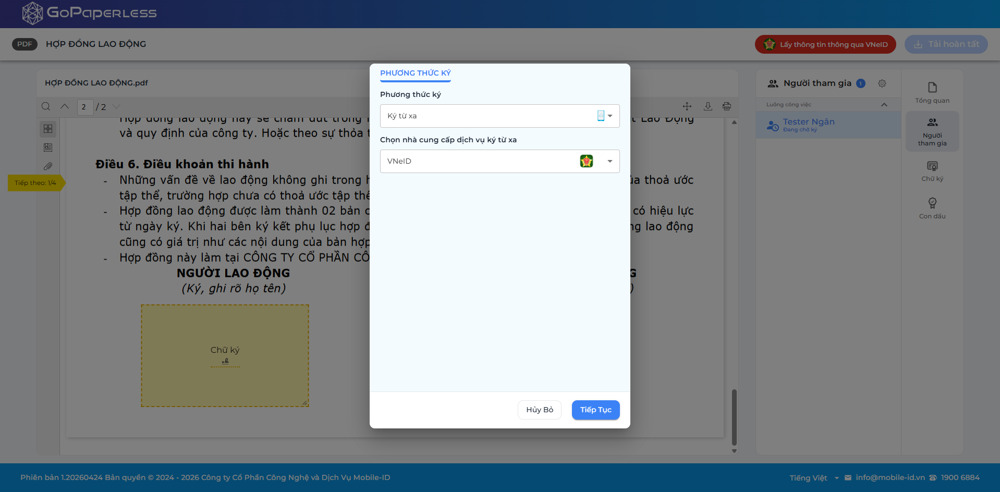 GoPaperless
PDF HỢP ĐỒNG LAO ĐỘNG
Lấy thông tin thông qua VNeID
Tải hoàn tất
HỢP ĐỒNG LAO ĐỘNG.pdf
2 / 2
và quy định của công ty. Hoặc theo sự thỏa t
Điều 6. Điều khoản thi hành
- Những vấn đề về lao động không ghi trong h
ủa thoả ước
tập thể, trường hợp chưa có thoả ước tập thể
- Hợp đồng lao động được làm thành 02 bản c
có hiệu lực
từ ngày ký. Khi hai bên ký kết phụ lục hợp đ
ng lao động
cũng có giá trị như các nội dung của bản hợp
- Hợp đồng này làm tại CÔNG TY CỔ PHẦN CÔ
NGƯỜI LAO ĐỘNG
G
(Ký, ghi rõ họ tên)
)
Chữ ký
Tiếp theo: 1/4
PHƯƠNG THỨC KÝ
Phương thức ký
Ký từ xa
Chọn nhà cung cấp dịch vụ ký từ xa
VNeID
Hủy Bỏ
Tiếp Tục
Người tham gia 1
Luồng công việc
Tester Ngân
Đang chờ ký
Tổng quan
Người
tham gia
Chữ ký
Con dấu
Phiên bản 1.20260424 Bản quyền © 2024 - 2026 Công ty Cổ Phần Công Nghệ và Dịch Vụ Mobile-ID
Tiếng Việt
info@mobile-id.vn
1900 6884